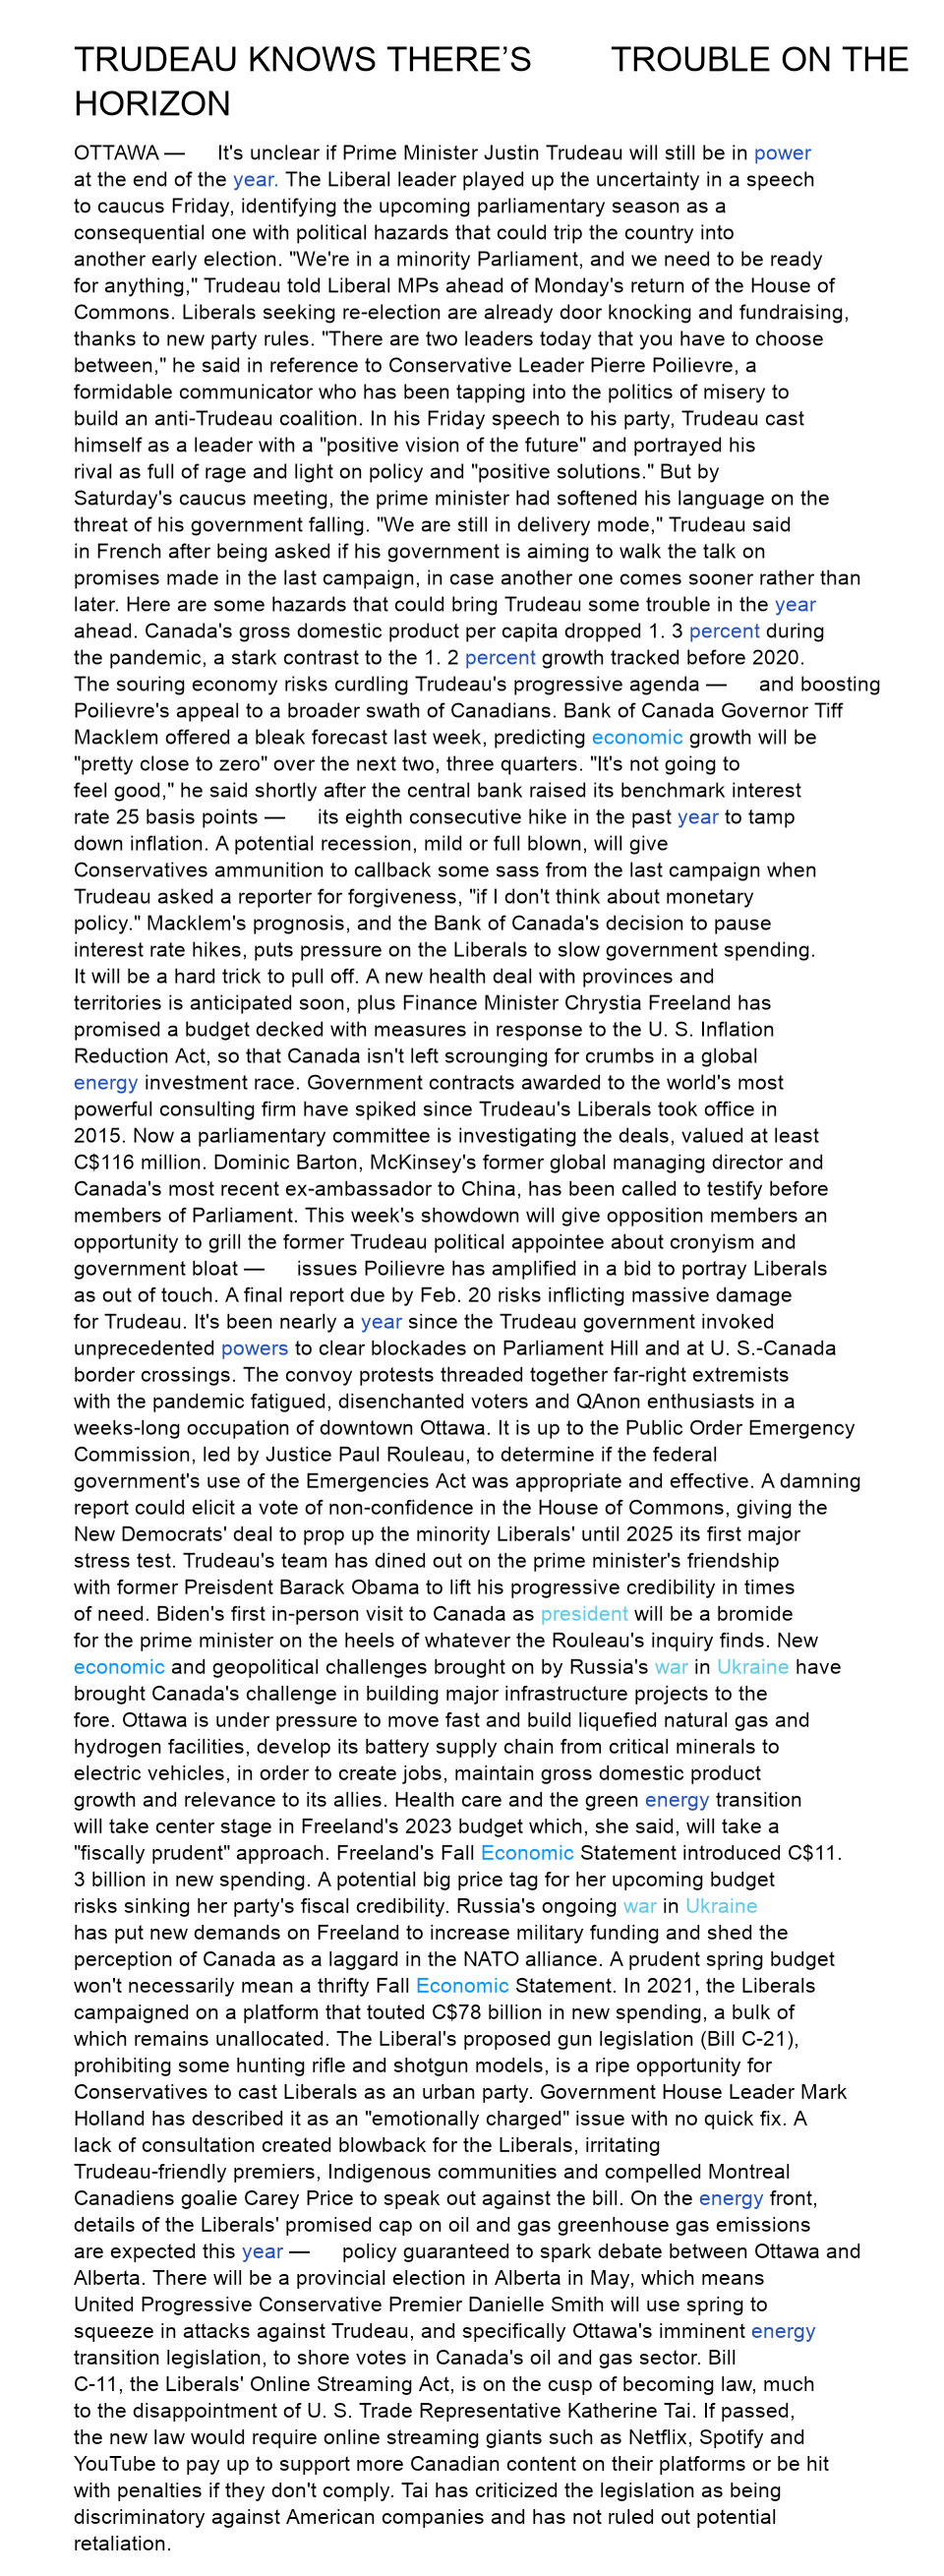 TRUDEAU KNOWS THERE’S TROUBLE ON THE
HORIZON
OTTAWA — It's unclear if Prime Minister Justin Trudeau will still be in power
at the end of the year. The Liberal leader played up the uncertainty in a speech
to caucus Friday, identifying the upcoming parliamentary season as a
consequential one with political hazards that could trip the country into
another early election. "We're in a minority Parliament, and we need to be ready
for anything," Trudeau told Liberal MPs ahead of Monday's return of the House of
Commons. Liberals seeking re-election are already door knocking and fundraising,
thanks to new party rules. "There are two leaders today that you have to choose
between," he said in reference to Conservative Leader Pierre Poilievre, a
formidable communicator who has been tapping into the politics of misery to
build an anti-Trudeau coalition. In his Friday speech to his party, Trudeau cast
himself as a leader with a "positive vision of the future" and portrayed his
rival as full of rage and light on policy and "positive solutions." But by
Saturday's caucus meeting, the prime minister had softened his language on the
threat of his government falling. "We are still in delivery mode," Trudeau said
in French after being asked if his government is aiming to walk the talk on
promises made in the last campaign, in case another one comes sooner rather than
later. Here are some hazards that could bring Trudeau some trouble in the year
ahead. Canada's gross domestic product per capita dropped 1. 3 percent during
the pandemic, a stark contrast to the 1. 2 percent growth tracked before 2020.
The souring economy risks curdling Trudeau's progressive agenda — and boosting
Poilievre's appeal to a broader swath of Canadians. Bank of Canada Governor Tiff
Macklem offered a bleak forecast last week, predicting economic growth will be
"pretty close to zero" over the next two, three quarters. "It's not going to
feel good," he said shortly after the central bank raised its benchmark interest
rate 25 basis points — its eighth consecutive hike in the past year to tamp
down inflation. A potential recession, mild or full blown, will give
Conservatives ammunition to callback some sass from the last campaign when
Trudeau asked a reporter for forgiveness, "if I don't think about monetary
policy." Macklem's prognosis, and the Bank of Canada's decision to pause
interest rate hikes, puts pressure on the Liberals to slow government spending.
It will be a hard trick to pull off. A new health deal with provinces and
territories is anticipated soon, plus Finance Minister Chrystia Freeland has
promised a budget decked with measures in response to the U. S. Inflation
Reduction Act, so that Canada isn't left scrounging for crumbs in a global
energy investment race. Government contracts awarded to the world's most
powerful consulting firm have spiked since Trudeau's Liberals took office in
2015. Now a parliamentary committee is investigating the deals, valued at least
C$116 million. Dominic Barton, McKinsey's former global managing director and
Canada's most recent ex-ambassador to China, has been called to testify before
members of Parliament. This week's showdown will give opposition members an
opportunity to grill the former Trudeau political appointee about cronyism and
government bloat — issues Poilievre has amplified in a bid to portray Liberals
as out of touch. A final report due by Feb. 20 risks inflicting massive damage
for Trudeau. It's been nearly a year since the Trudeau government invoked
unprecedented powers to clear blockades on Parliament Hill and at U. S.-Canada
border crossings. The convoy protests threaded together far-right extremists
with the pandemic fatigued, disenchanted voters and QAnon enthusiasts in a
weeks-long occupation of downtown Ottawa. It is up to the Public Order Emergency
Commission, led by Justice Paul Rouleau, to determine if the federal
government's use of the Emergencies Act was appropriate and effective. A damning
report could elicit a vote of non-confidence in the House of Commons, giving the
New Democrats' deal to prop up the minority Liberals' until 2025 its first major
stress test. Trudeau's team has dined out on the prime minister's friendship
with former Preisdent Barack Obama to lift his progressive credibility in times
of need. Biden's first in-person visit to Canada as president will be a bromide
for the prime minister on the heels of whatever the Rouleau's inquiry finds. New
economic and geopolitical challenges brought on by Russia's war in Ukraine have
brought Canada's challenge in building major infrastructure projects to the
fore. Ottawa is under pressure to move fast and build liquefied natural gas and
hydrogen facilities, develop its battery supply chain from critical minerals to
electric vehicles, in order to create jobs, maintain gross domestic product
growth and relevance to its allies. Health care and the green energy transition
will take center stage in Freeland's 2023 budget which, she said, will take a
"fiscally prudent" approach. Freeland's Fall Economic Statement introduced C$11.
3 billion in new spending. A potential big price tag for her upcoming budget
risks sinking her party's fiscal credibility. Russia's ongoing war in Ukraine
has put new demands on Freeland to increase military funding and shed the
perception of Canada as a laggard in the NATO alliance. A prudent spring budget
won't necessarily mean a thrifty Fall Economic Statement. In 2021, the Liberals
campaigned on a platform that touted C$78 billion in new spending, a bulk of
which remains unallocated. The Liberal's proposed gun legislation (Bill C-21),
prohibiting some hunting rifle and shotgun models, is a ripe opportunity for
Conservatives to cast Liberals as an urban party. Government House Leader Mark
Holland has described it as an "emotionally charged" issue with no quick fix. A
lack of consultation created blowback for the Liberals, irritating
Trudeau-friendly premiers, Indigenous communities and compelled Montreal
Canadiens goalie Carey Price to speak out against the bill. On the energy front,
details of the Liberals' promised cap on oil and gas greenhouse gas emissions
are expected this year — policy guaranteed to spark debate between Ottawa and
Alberta. There will be a provincial election in Alberta in May, which means
United Progressive Conservative Premier Danielle Smith will use spring to
squeeze in attacks against Trudeau, and specifically Ottawa's imminent energy
transition legislation, to shore votes in Canada's oil and gas sector. Bill
C-11, the Liberals' Online Streaming Act, is on the cusp of becoming law, much
to the disappointment of U. S. Trade Representative Katherine Tai. If passed,
the new law would require online streaming giants such as Netflix, Spotify and
YouTube to pay up to support more Canadian content on their platforms or be hit
with penalties if they don't comply. Tai has criticized the legislation as being
discriminatory against American companies and has not ruled out potential
retaliation.